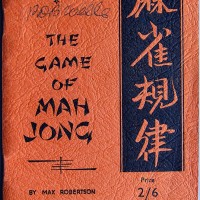 THE
GAME
OF
MAH
JONG
BY MAX ROBERTSON
麻雀規律
Price
2/6